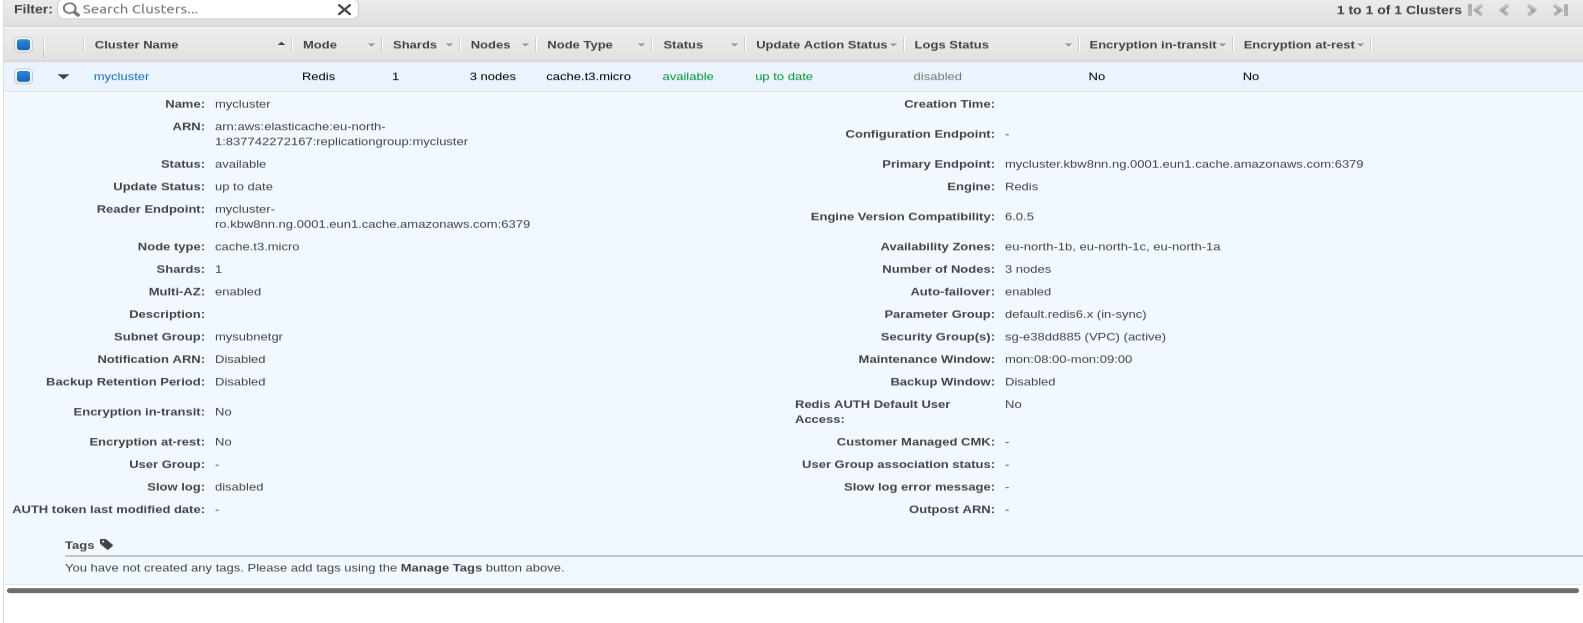 Filter: Search Clusters... 1 to 1 of 1 Clusters
Cluster Name Mode Shards Nodes Node Type Status Update Action Status Logs Status Encryption in-transit Encryption at-rest
mycluster Redis 1 3 nodes cache.t3.micro available up to date disabled No No
Name: mycluster
Creation Time:
ARN: arn:aws:elasticache:eu-north-
1:837742272167:replicationgroup:mycluster
Configuration Endpoint: -
Status: available
Primary Endpoint: mycluster.kbw8nn.ng.0001.eun1.cache.amazonaws.com:6379
Update Status: up to date
Engine: Redis
Reader Endpoint: mycluster-
ro.kbw8nn.ng.0001.eun1.cache.amazonaws.com:6379
Engine Version Compatibility: 6.0.5
Node type: cache.t3.micro
Availability Zones: eu-north-1b, eu-north-1c, eu-north-1a
Shards: 1
Number of Nodes: 3 nodes
Multi-AZ: enabled
Auto-failover: enabled
Description:
Parameter Group: default.redis6.x (in-sync)
Subnet Group: mysubnetgr
Security Group(s): sg-e38dd885 (VPC) (active)
Notification ARN: Disabled
Maintenance Window: mon:08:00-mon:09:00
Backup Retention Period: Disabled
Backup Window: Disabled
Encryption in-transit: No
Redis AUTH Default User No
Access:
Encryption at-rest: No
Customer Managed CMK: -
User Group: -
User Group association status: -
Slow log: disabled
Slow log error message: -
AUTH token last modified date: -
Outpost ARN: -
Tags
You have not created any tags. Please add tags using the Manage Tags button above.